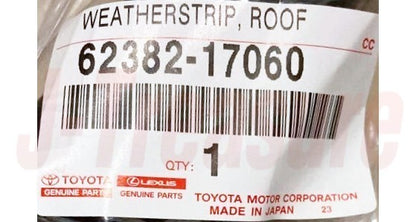 WEATHERSTRIP, ROOF
CC
62382-17060
QTY: 1
TOYOTA LEXUS
GENUINE PARTS GENUINE PARTS
TOYOTA MOTOR CORPORATION
MADE IN JAPAN 23